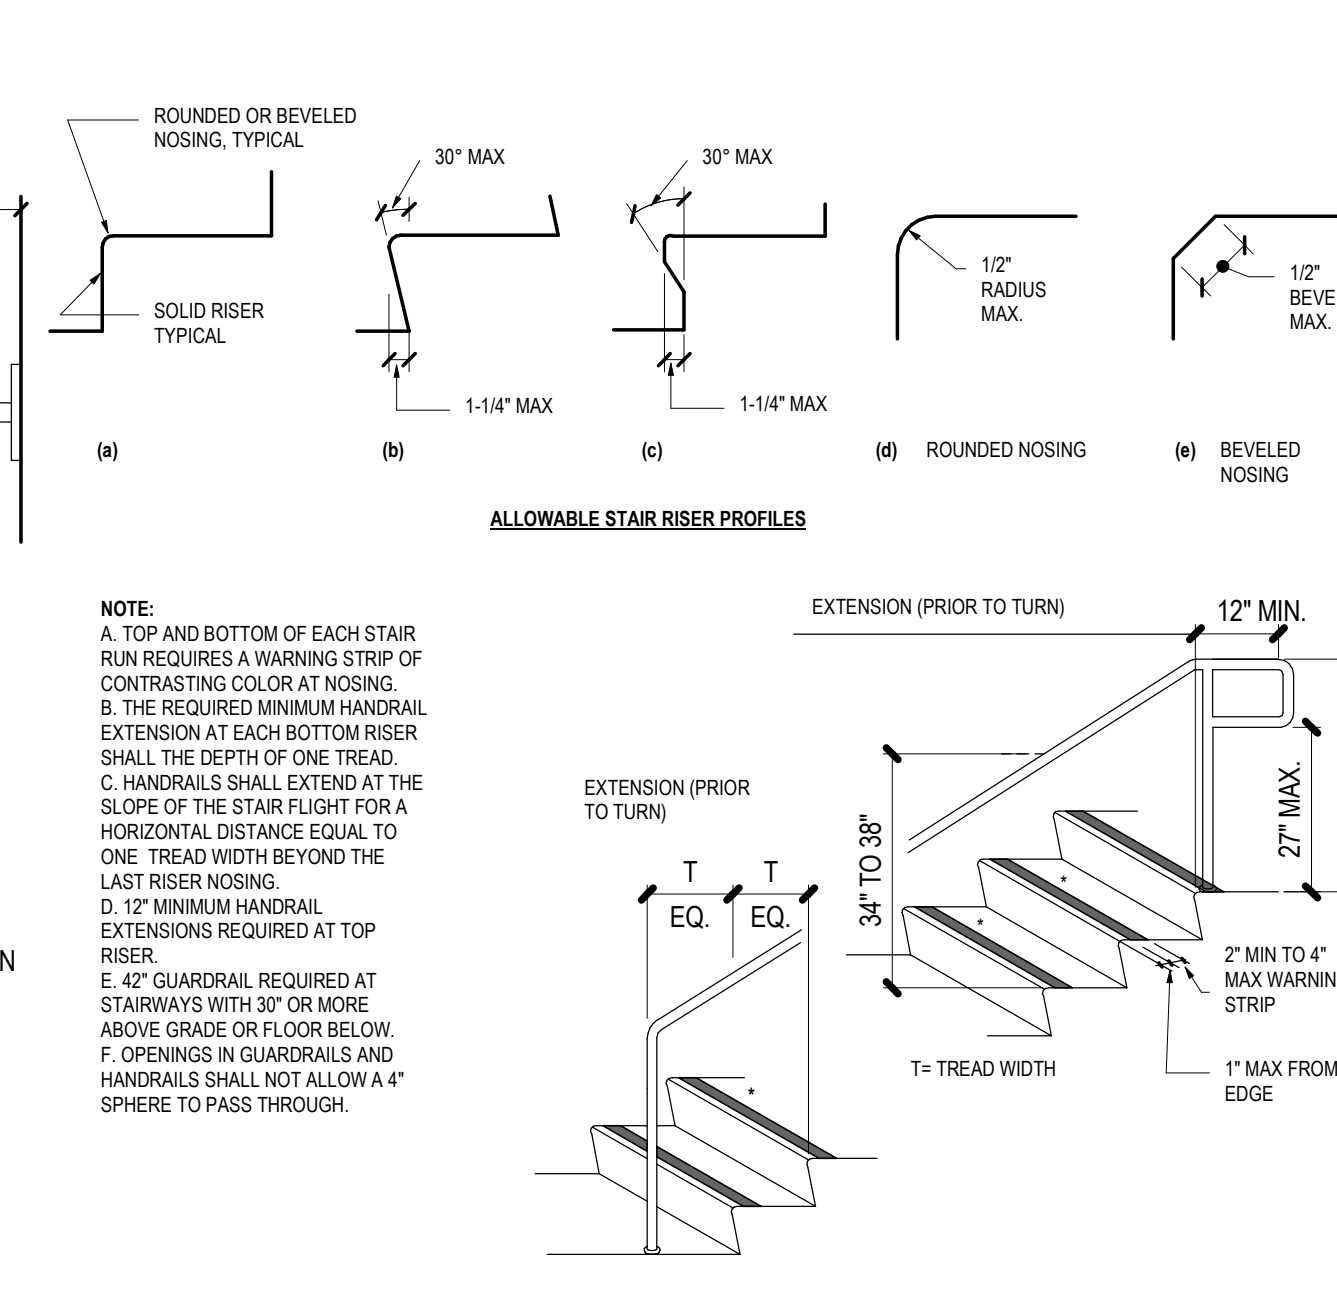 ROUNDED OR BEVELED
NOSING, TYPICAL
30° MAX
30° MAX
SOLID RISER
TYPICAL
1/2"
RADIUS
MAX.
1/2"
BEVE
MAX.
1-1/4" MAX
1-1/4" MAX
(a)
(b)
(c)
(d) ROUNDED NOSING
(e) BEVELED
NOSING
ALLOWABLE STAIR RISER PROFILES
NOTE:
A. TOP AND BOTTOM OF EACH STAIR
RUN REQUIRES A WARNING STRIP OF
CONTRASTING COLOR AT NOSING.
B. THE REQUIRED MINIMUM HANDRAIL
EXTENSION AT EACH BOTTOM RISER
SHALL THE DEPTH OF ONE TREAD.
C. HANDRAILS SHALL EXTEND AT THE
SLOPE OF THE STAIR FLIGHT FOR A
HORIZONTAL DISTANCE EQUAL TO
ONE TREAD WIDTH BEYOND THE
LAST RISER NOSING.
D. 12" MINIMUM HANDRAIL
EXTENSIONS REQUIRED AT TOP
RISER.
E. 42" GUARDRAIL REQUIRED AT
STAIRWAYS WITH 30" OR MORE
ABOVE GRADE OR FLOOR BELOW.
F. OPENINGS IN GUARDRAILS AND
HANDRAILS SHALL NOT ALLOW A 4"
SPHERE TO PASS THROUGH.
N
EXTENSION (PRIOR
TO TURN)
T T
EQ. EQ.
*
EXTENSION (PRIOR TO TURN)
12" MIN.
34" TO 38"
27" MAX.
*
*
2" MIN TO 4"
MAX WARNIN
STRIP
T= TREAD WIDTH
1" MAX FROM
EDGE